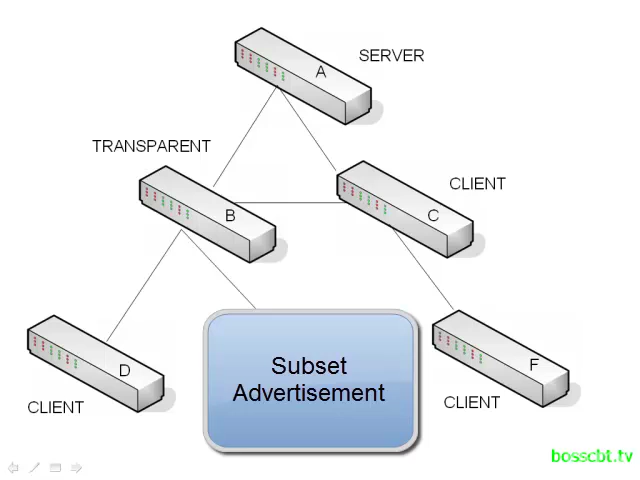 SERVER
A
TRANSPARENT
CLIENT
B
C
Subset
Advertisement
D
F
CLIENT
CLIENT
bosscbt.tv